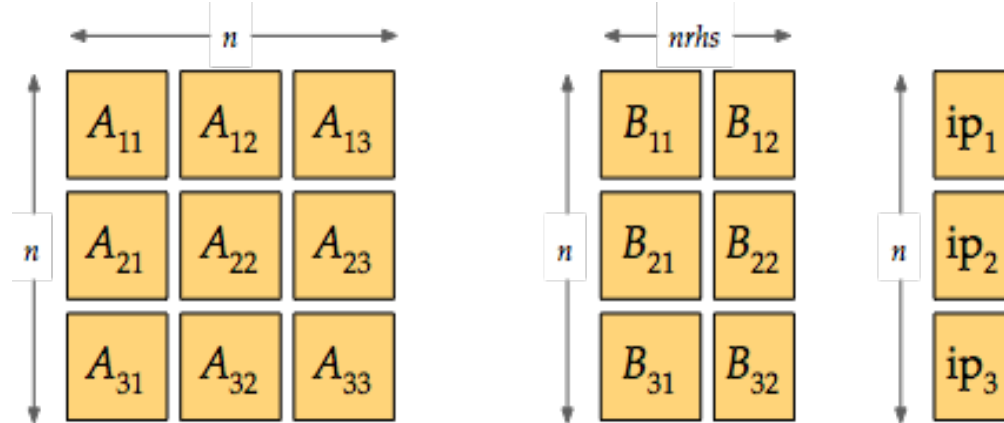 n nrhs
A₁₁ A₁₂ A₁₃ B₁₁ B₁₂ ip₁
n A₂₁ A₂₂ A₂₃ n B₂₁ B₂₂ n ip₂
A₃₁ A₃₂ A₃₃ B₃₁ B₃₂ ip₃